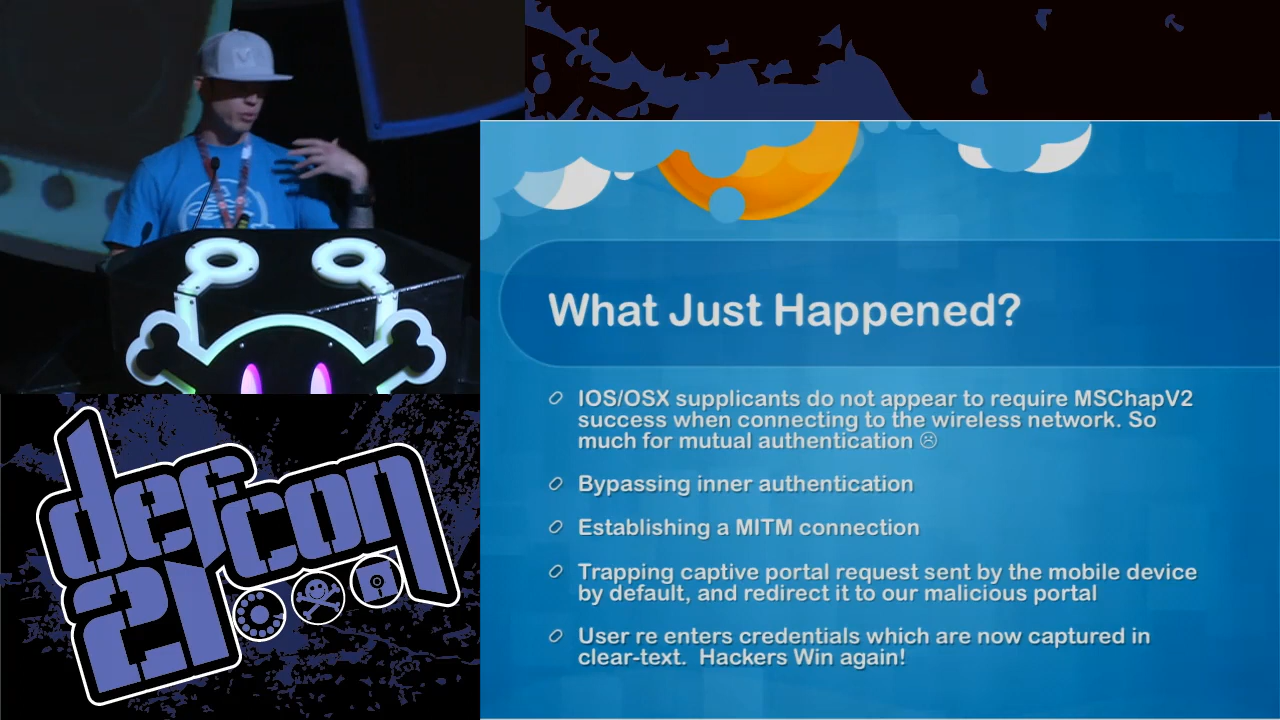 What Just Happened?
IOS/OSX supplicants do not appear to require MSChapV2
success when connecting to the wireless network. So
much for mutual authentication ☹
Bypassing inner authentication
Establishing a MITM connection
Trapping captive portal request sent by the mobile device
by default, and redirect it to our malicious portal
User re enters credentials which are now captured in
clear-text.  Hackers Win again!
defcon
21